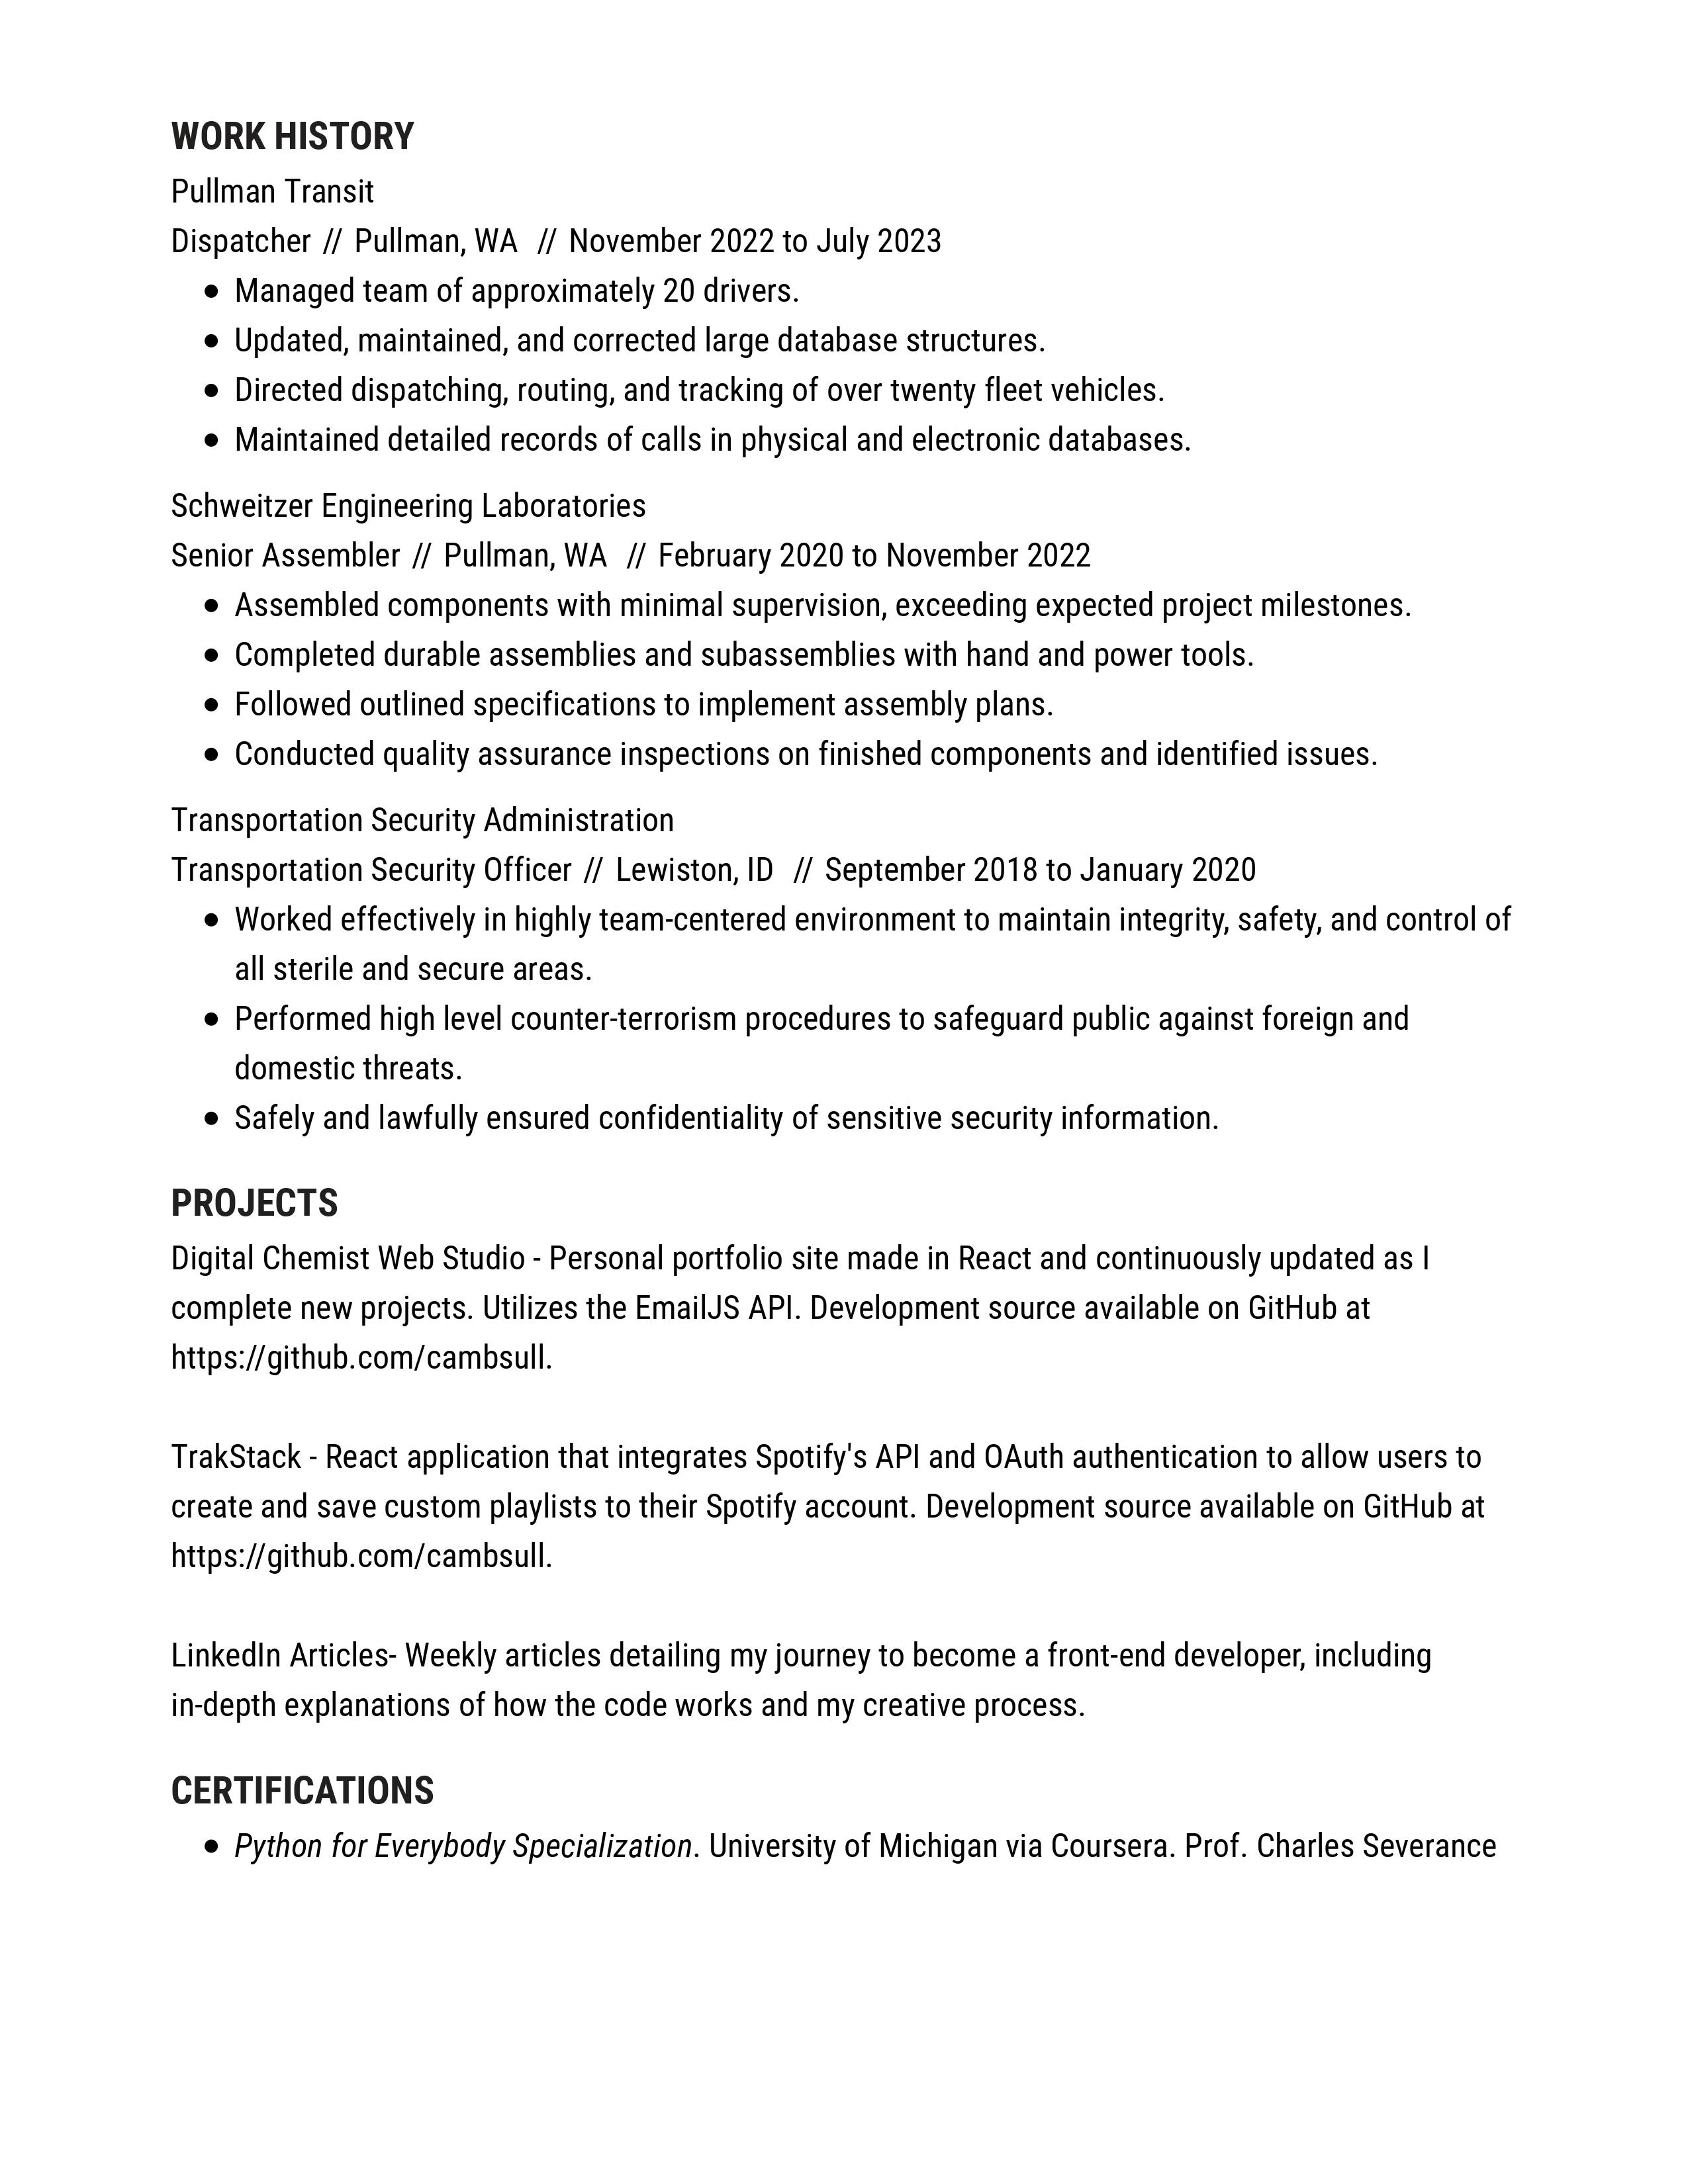 WORK HISTORY
Pullman Transit
Dispatcher // Pullman, WA // November 2022 to July 2023
● Managed team of approximately 20 drivers.
● Updated, maintained, and corrected large database structures.
● Directed dispatching, routing, and tracking of over twenty fleet vehicles.
● Maintained detailed records of calls in physical and electronic databases.
Schweitzer Engineering Laboratories
Senior Assembler // Pullman, WA // February 2020 to November 2022
● Assembled components with minimal supervision, exceeding expected project milestones.
● Completed durable assemblies and subassemblies with hand and power tools.
● Followed outlined specifications to implement assembly plans.
● Conducted quality assurance inspections on finished components and identified issues.
Transportation Security Administration
Transportation Security Officer // Lewiston, ID // September 2018 to January 2020
● Worked effectively in highly team-centered environment to maintain integrity, safety, and control of
all sterile and secure areas.
● Performed high level counter-terrorism procedures to safeguard public against foreign and
domestic threats.
● Safely and lawfully ensured confidentiality of sensitive security information.
PROJECTS
Digital Chemist Web Studio - Personal portfolio site made in React and continuously updated as I
complete new projects. Utilizes the EmailJS API. Development source available on GitHub at
https://github.com/cambsull.
TrakStack - React application that integrates Spotify's API and OAuth authentication to allow users to
create and save custom playlists to their Spotify account. Development source available on GitHub at
https://github.com/cambsull.
LinkedIn Articles- Weekly articles detailing my journey to become a front-end developer, including
in-depth explanations of how the code works and my creative process.
CERTIFICATIONS
● Python for Everybody Specialization. University of Michigan via Coursera. Prof. Charles Severance